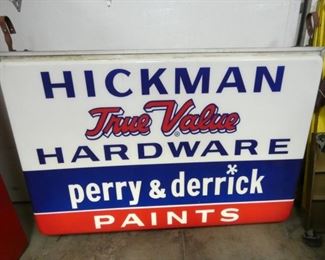 HICKMAN
True Value®
HARDWARE
perry & derrick
PAINTS